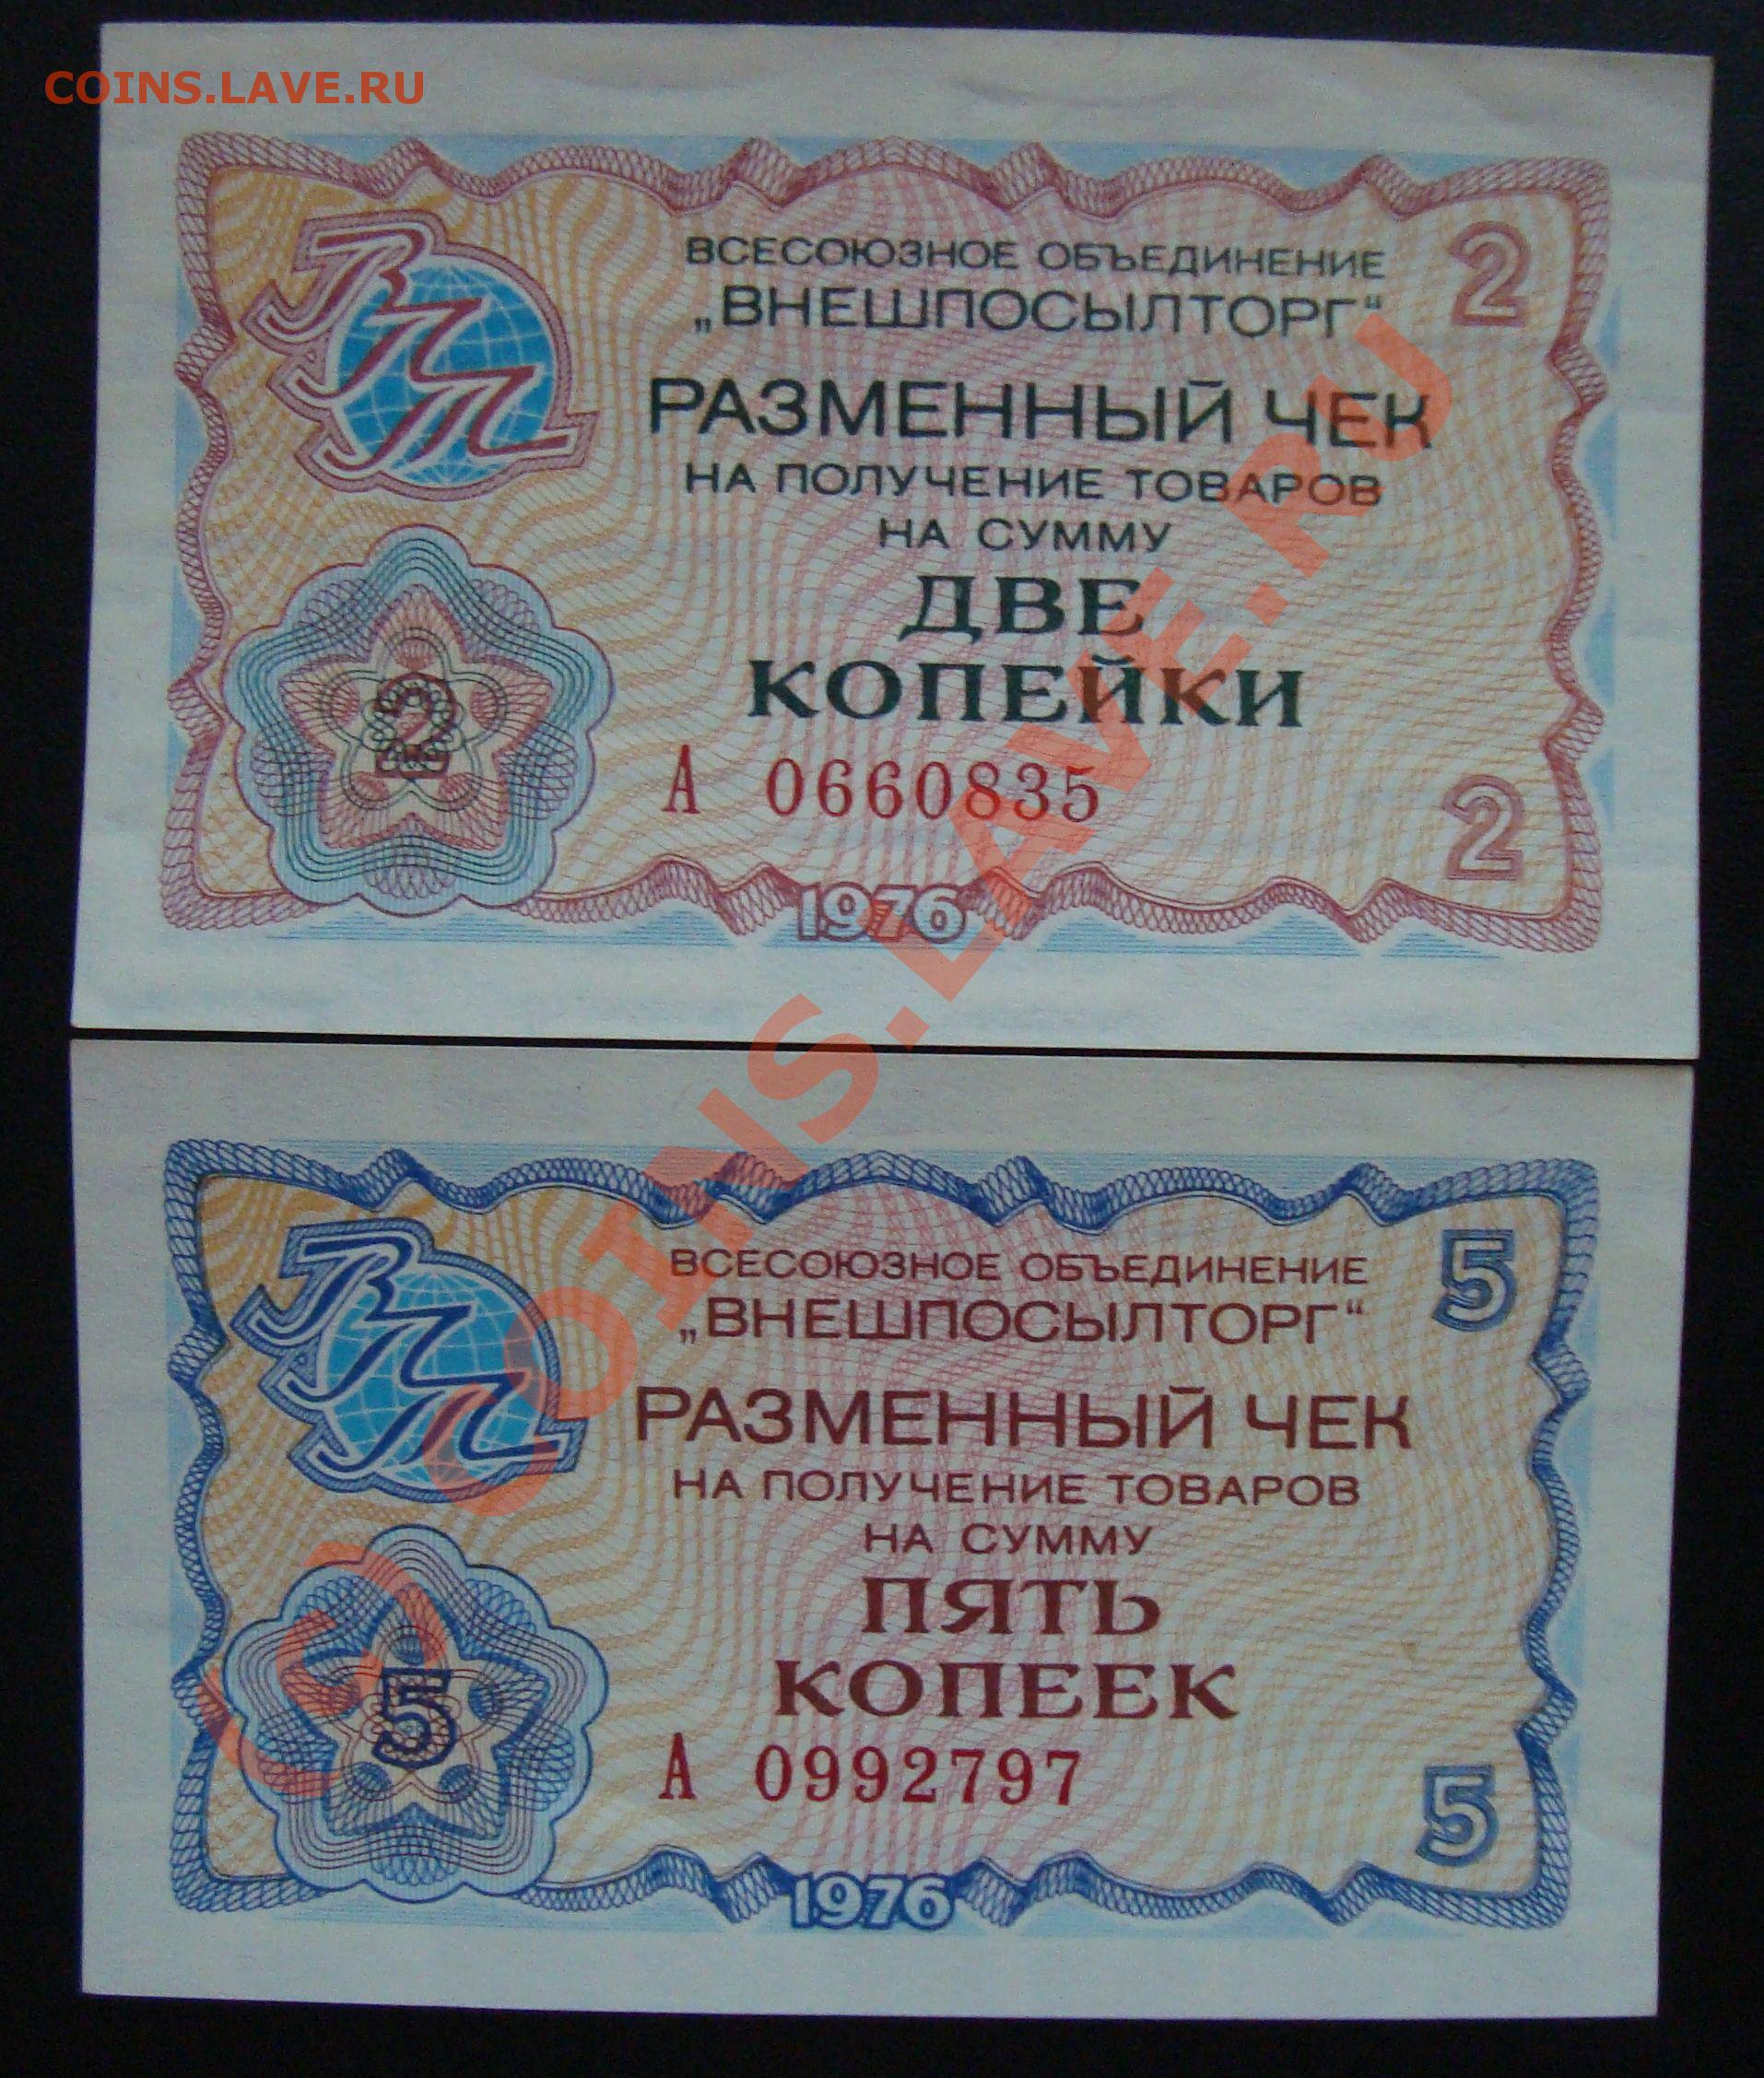 COINS.LAVE.RU
ВПТ
ВСЕСОЮЗНОЕ ОБЪЕДИНЕНИЕ
„ВНЕШПОСЫЛТОРГ“
2
РАЗМЕННЫЙ ЧЕК
НА ПОЛУЧЕНИЕ ТОВАРОВ
НА СУММУ
ДВЕ
КОПЕЙКИ
2
А 0660835
2
1976
(c) COINS.LAVE.RU
ВПТ
ВСЕСОЮЗНОЕ ОБЪЕДИНЕНИЕ
„ВНЕШПОСЫЛТОРГ“
5
РАЗМЕННЫЙ ЧЕК
НА ПОЛУЧЕНИЕ ТОВАРОВ
НА СУММУ
ПЯТЬ
КОПЕЕК
5
А 0992797
5
1976